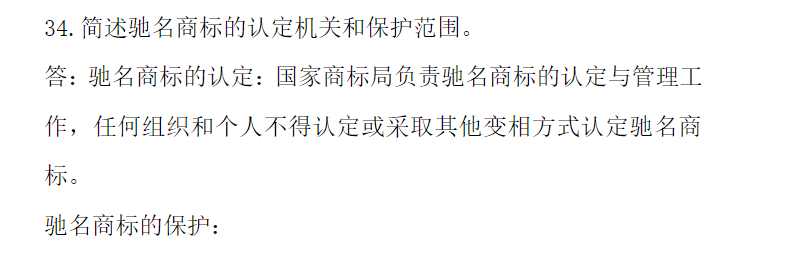 34.简述驰名商标的认定机关和保护范围。
答：驰名商标的认定：国家商标局负责驰名商标的认定与管理工
作，任何组织和个人不得认定或采取其他变相方式认定驰名商
标。
驰名商标的保护：